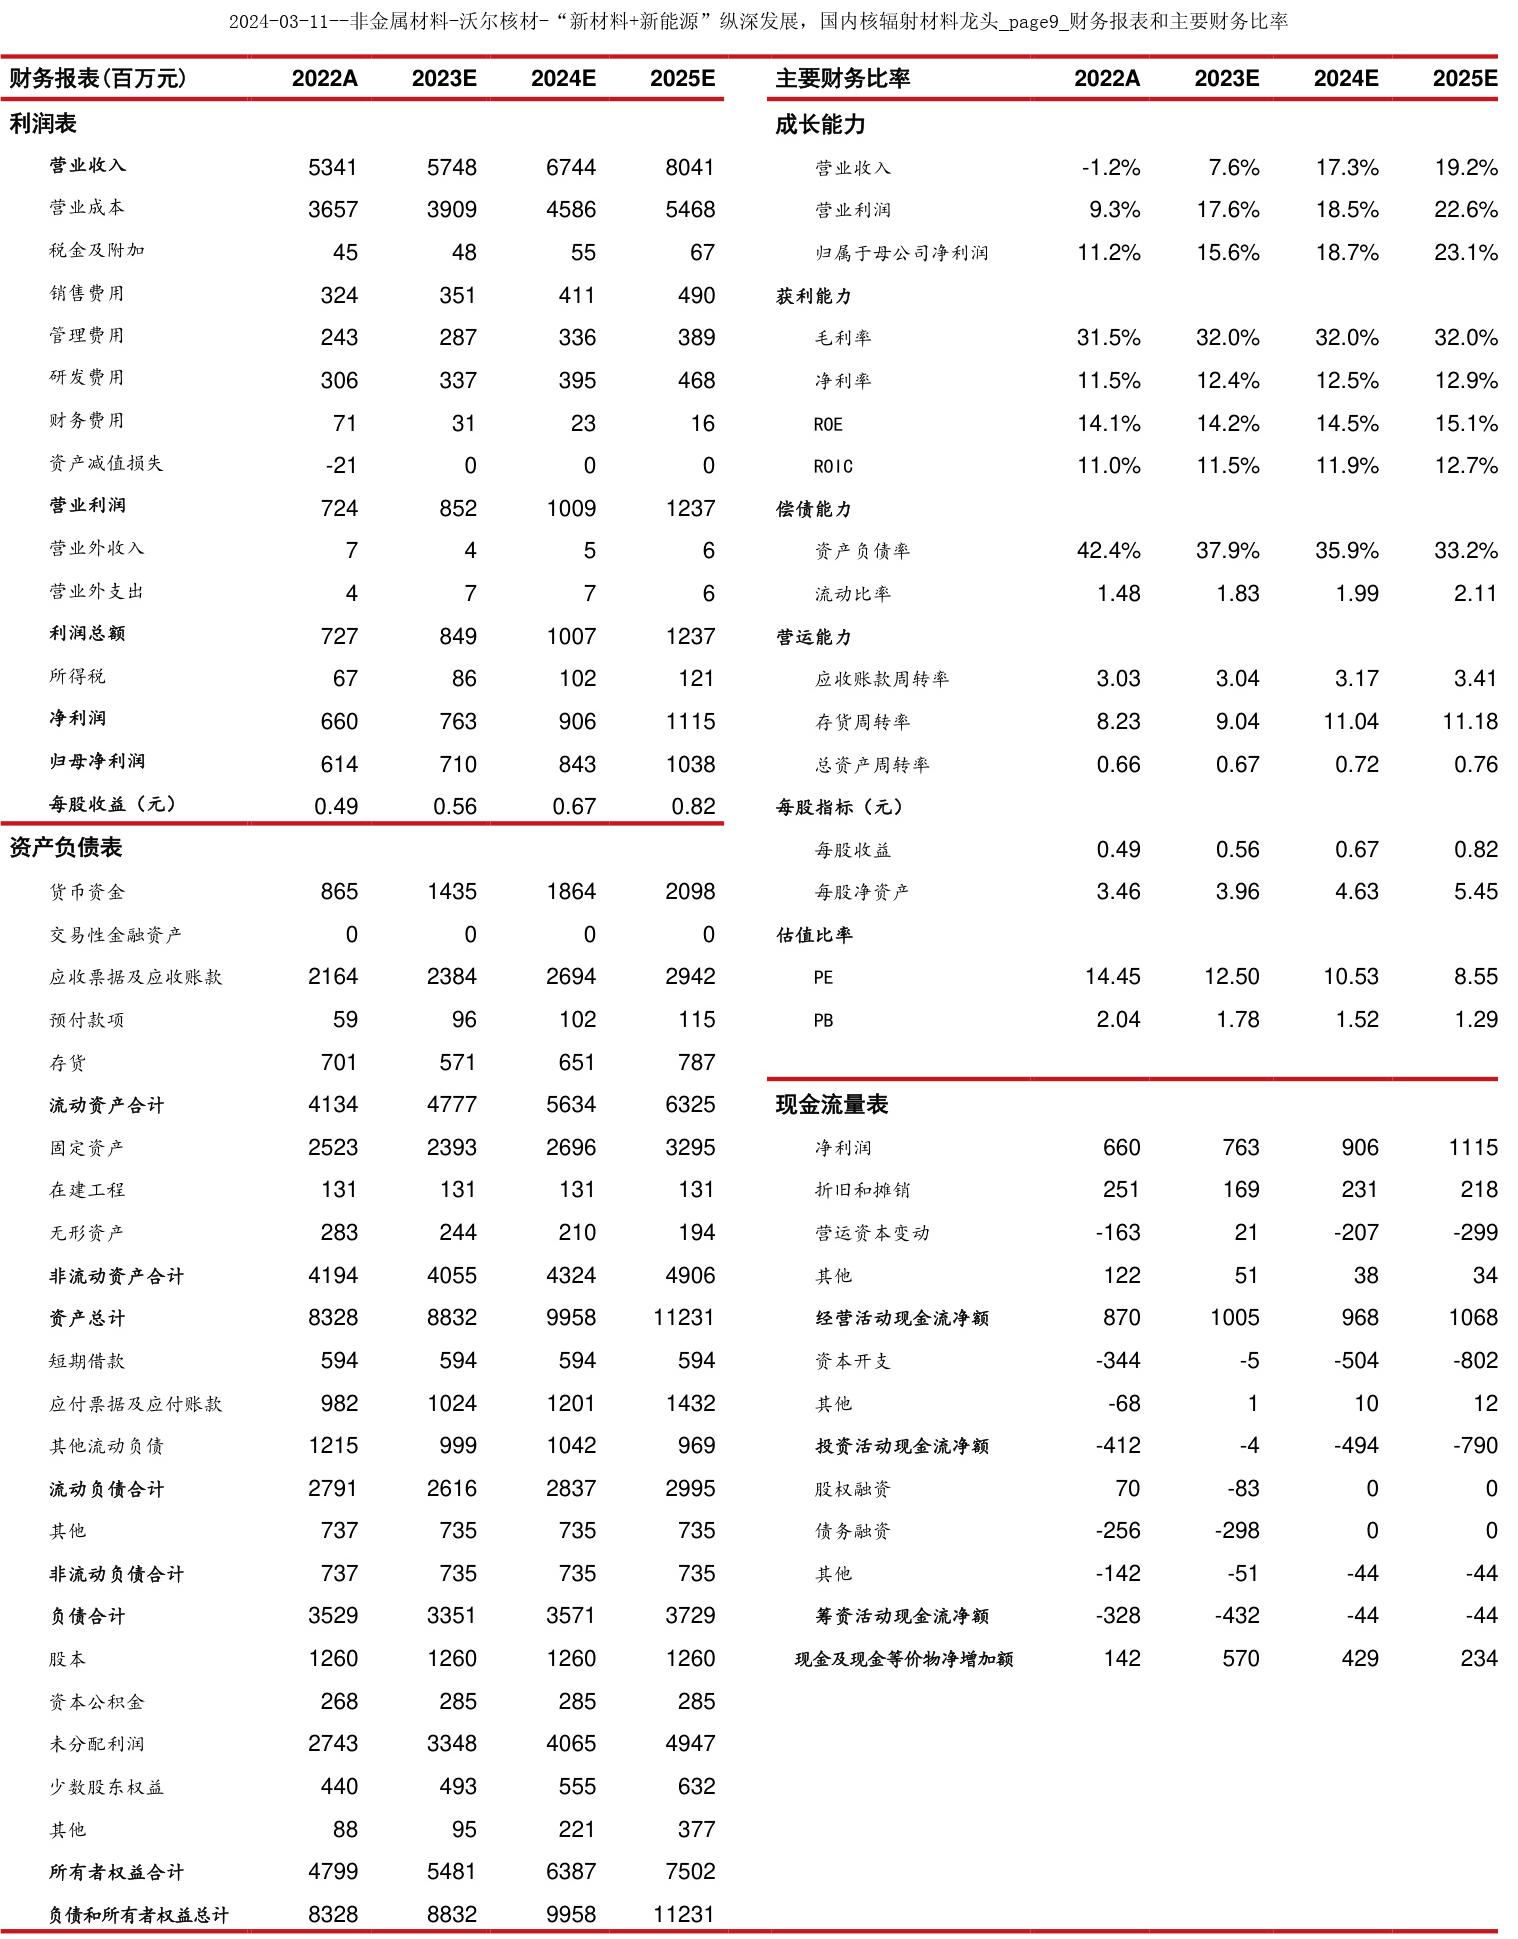 2024-03-11--非金属材料-沃尔核材-“新材料+新能源”纵深发展，国内核辐射材料龙头_page9_财务报表和主要财务比率
财务报表(百万元) 2022A 2023E 2024E 2025E
利润表
营业收入 5341 5748 6744 8041
营业成本 3657 3909 4586 5468
税金及附加 45 48 55 67
销售费用 324 351 411 490
管理费用 243 287 336 389
研发费用 306 337 395 468
财务费用 71 31 23 16
资产减值损失 -21 0 0 0
营业利润 724 852 1009 1237
营业外收入 7 4 5 6
营业外支出 4 7 7 6
利润总额 727 849 1007 1237
所得税 67 86 102 121
净利润 660 763 906 1115
归母净利润 614 710 843 1038
每股收益（元） 0.49 0.56 0.67 0.82
资产负债表
货币资金 865 1435 1864 2098
交易性金融资产 0 0 0 0
应收票据及应收账款 2164 2384 2694 2942
预付款项 59 96 102 115
存货 701 571 651 787
流动资产合计 4134 4777 5634 6325
固定资产 2523 2393 2696 3295
在建工程 131 131 131 131
无形资产 283 244 210 194
非流动资产合计 4194 4055 4324 4906
资产总计 8328 8832 9958 11231
短期借款 594 594 594 594
应付票据及应付账款 982 1024 1201 1432
其他流动负债 1215 999 1042 969
流动负债合计 2791 2616 2837 2995
其他 737 735 735 735
非流动负债合计 737 735 735 735
负债合计 3529 3351 3571 3729
股本 1260 1260 1260 1260
资本公积金 268 285 285 285
未分配利润 2743 3348 4065 4947
少数股东权益 440 493 555 632
其他 88 95 221 377
所有者权益合计 4799 5481 6387 7502
负债和所有者权益总计 8328 8832 9958 11231
主要财务比率 2022A 2023E 2024E 2025E
成长能力
营业收入 -1.2% 7.6% 17.3% 19.2%
营业利润 9.3% 17.6% 18.5% 22.6%
归属于母公司净利润 11.2% 15.6% 18.7% 23.1%
获利能力
毛利率 31.5% 32.0% 32.0% 32.0%
净利率 11.5% 12.4% 12.5% 12.9%
ROE 14.1% 14.2% 14.5% 15.1%
ROIC 11.0% 11.5% 11.9% 12.7%
偿债能力
资产负债率 42.4% 37.9% 35.9% 33.2%
流动比率 1.48 1.83 1.99 2.11
营运能力
应收账款周转率 3.03 3.04 3.17 3.41
存货周转率 8.23 9.04 11.04 11.18
总资产周转率 0.66 0.67 0.72 0.76
每股指标（元）
每股收益 0.49 0.56 0.67 0.82
每股净资产 3.46 3.96 4.63 5.45
估值比率
PE 14.45 12.50 10.53 8.55
PB 2.04 1.78 1.52 1.29
现金流量表
净利润 660 763 906 1115
折旧和摊销 251 169 231 218
营运资本变动 -163 21 -207 -299
其他 122 51 38 34
经营活动现金流净额 870 1005 968 1068
资本开支 -344 -5 -504 -802
其他 -68 1 10 12
投资活动现金流净额 -412 -4 -494 -790
股权融资 70 -83 0 0
债务融资 -256 -298 0 0
其他 -142 -51 -44 -44
筹资活动现金流净额 -328 -432 -44 -44
现金及现金等价物净增加额 142 570 429 234